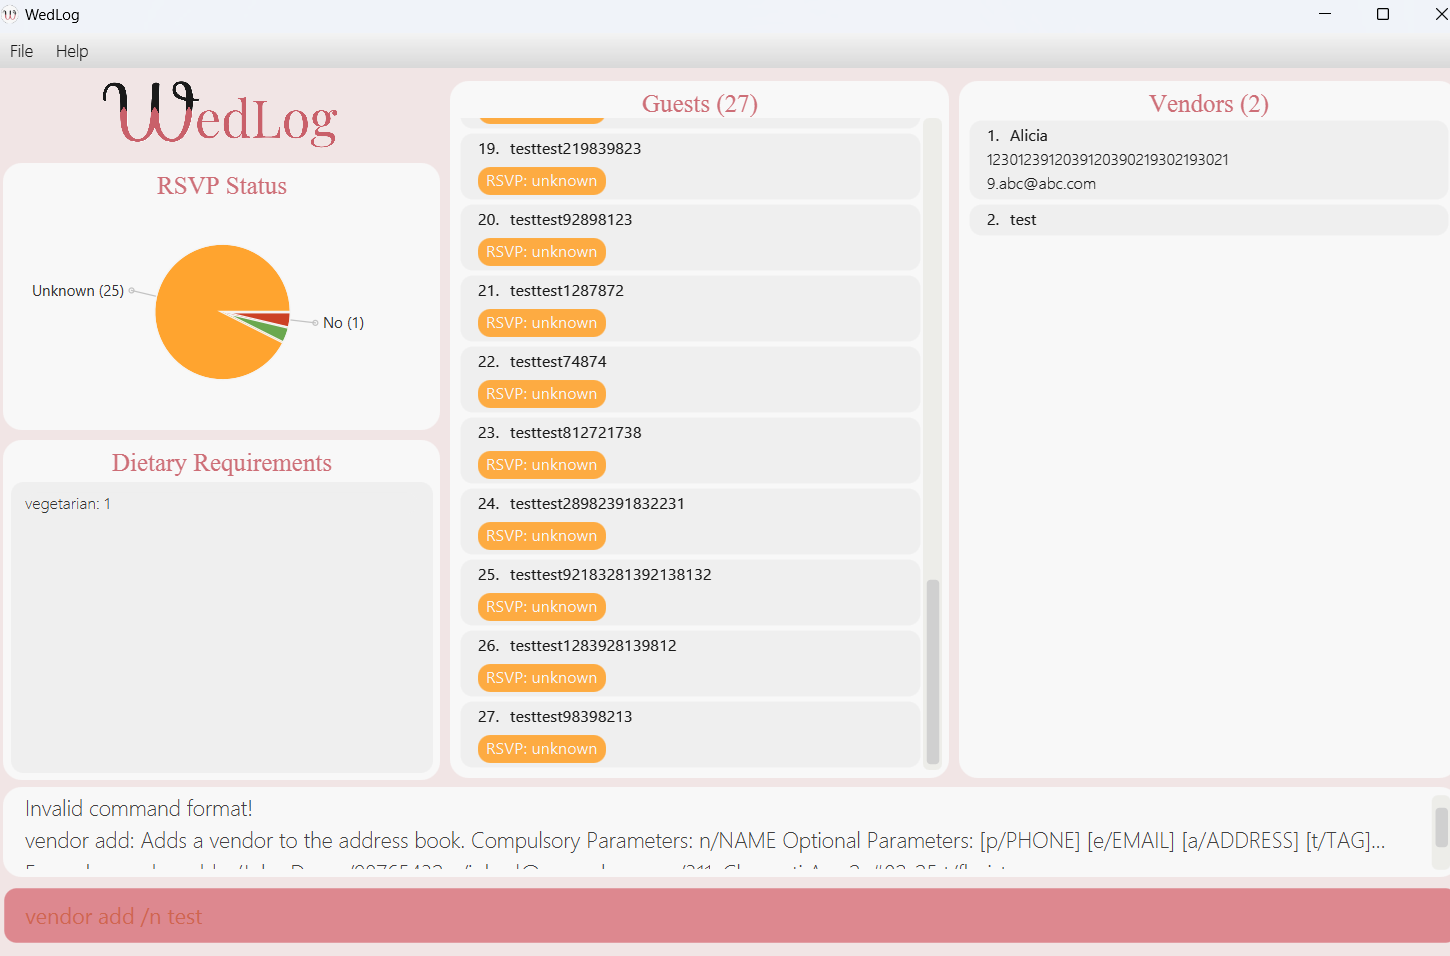 WedLog
File Help
WedLog
RSVP Status
Unknown (25)
No (1)
Dietary Requirements
vegetarian: 1
Guests (27)
19. testtest219839823
RSVP: unknown
20. testtest92898123
RSVP: unknown
21. testtest1287872
RSVP: unknown
22. testtest74874
RSVP: unknown
23. testtest812721738
RSVP: unknown
24. testtest28982391832231
RSVP: unknown
25. testtest92183281392138132
RSVP: unknown
26. testtest1283928139812
RSVP: unknown
27. testtest98398213
RSVP: unknown
Vendors (2)
1. Alicia
1230123912039120390219302193021
9.abc@abc.com
2. test
Invalid command format!
vendor add: Adds a vendor to the address book. Compulsory Parameters: n/NAME Optional Parameters: [p/PHONE] [e/EMAIL] [a/ADDRESS] [t/TAG]...
vendor add /n test